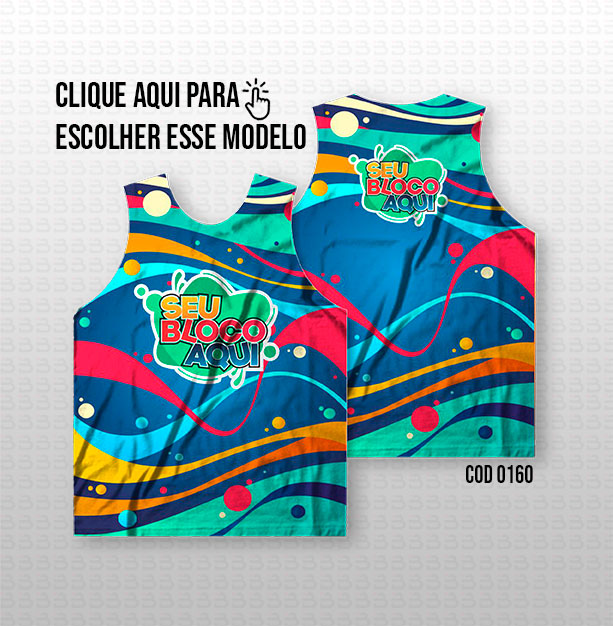 CLIQUE AQUI PARA
ESCOLHER ESSE MODELO
SEU
BLOCO
AQUI
SEU
BLOCO
AQUI
COD 0160